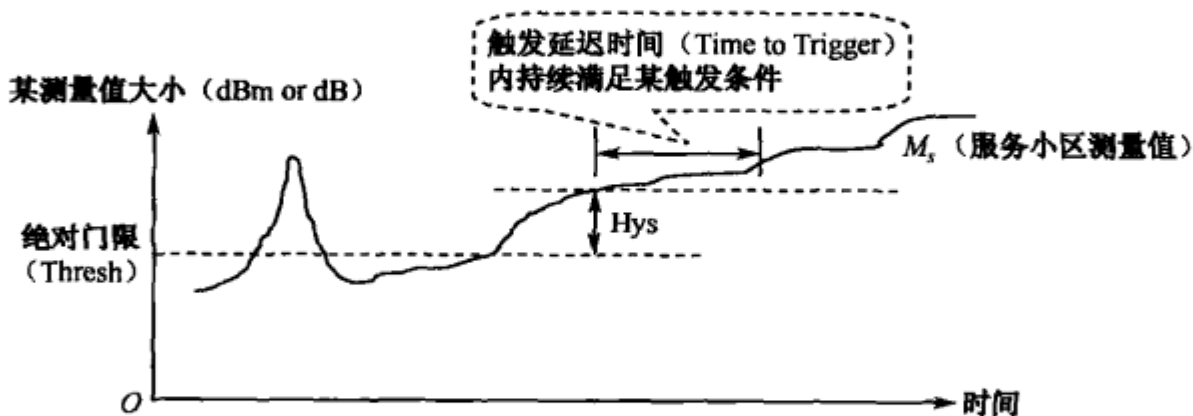 触发延迟时间（Time to Trigger）
内持续满足某触发条件
某测量值大小（dBm or dB）
Ms（服务小区测量值）
绝对门限
（Thresh）
Hys
O
时间